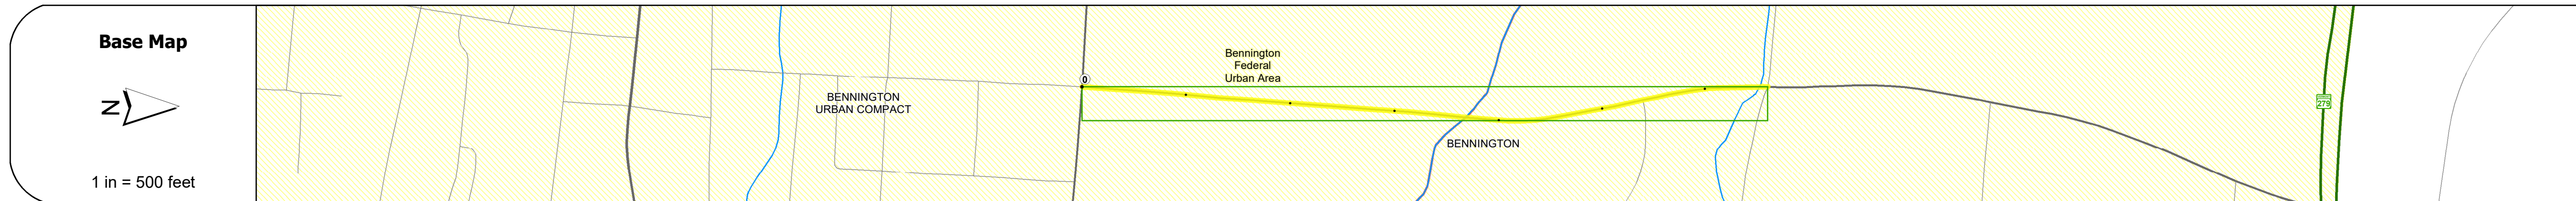 Base Map
N
1 in = 500 feet
BENNINGTON
URBAN COMPACT
0
Bennington
Federal
Urban Area
BENNINGTON
279